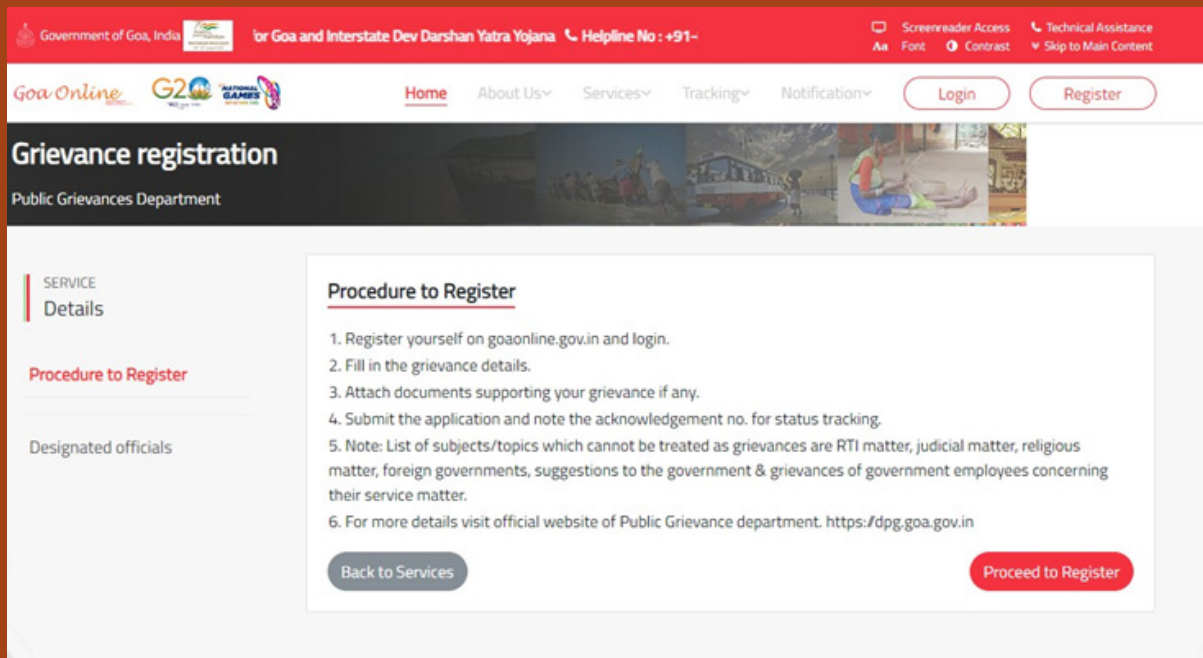 Government of Goa, India
or Goa and Interstate Dev Darshan Yatra Yojana Helpline No : +91-
Screenreader Access Technical Assistance
Aa Font Contrast Skip to Main Content
Goa Online G20 NATIONAL GAMES
Home About Us Services Tracking Notification Login Register
Grievance registration
Public Grievances Department
SERVICE
Details
Procedure to Register
Designated officials
Procedure to Register
1. Register yourself on goaonline.gov.in and login.
2. Fill in the grievance details.
3. Attach documents supporting your grievance if any.
4. Submit the application and note the acknowledgement no. for status tracking.
5. Note: List of subjects/topics which cannot be treated as grievances are RTI matter, judicial matter, religious
matter, foreign governments, suggestions to the government & grievances of government employees concerning
their service matter.
6. For more details visit official website of Public Grievance department. https://dpg.goa.gov.in
Back to Services Proceed to Register